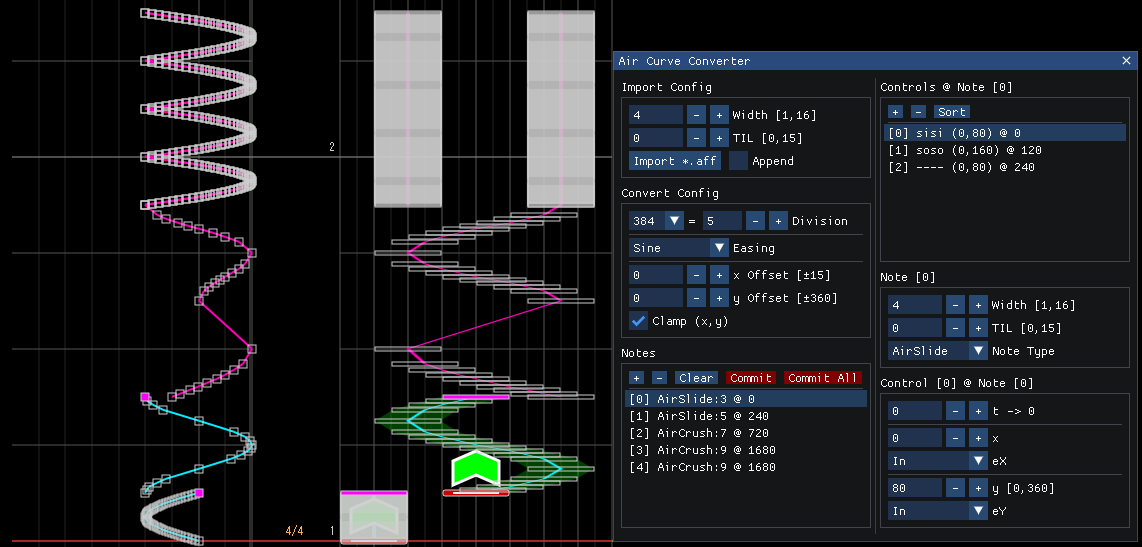 2
4/4 1
Air Curve Converter
Import Config
4 - + Width [1,16]
0 - + TIL [0,15]
Import *.aff Append
Convert Config
384 = 5 - + Division
Sine Easing
0 - + x Offset [±15]
0 - + y Offset [±360]
Clamp (x,y)
Notes
+ - Clear Commit Commit All
[0] AirSlide:3 @ 0
[1] AirSlide:5 @ 240
[2] AirCrush:7 @ 720
[3] AirCrush:9 @ 1680
[4] AirCrush:9 @ 1680
Controls @ Note [0]
+ - Sort
[0] sisi (0,80) @ 0
[1] soso (0,160) @ 120
[2] ---- (0,80) @ 240
Note [0]
4 - + Width [1,16]
0 - + TIL [0,15]
AirSlide Note Type
Control [0] @ Note [0]
0 - + t -> 0
0 - + x
In eX
80 - + y [0,360]
In eY